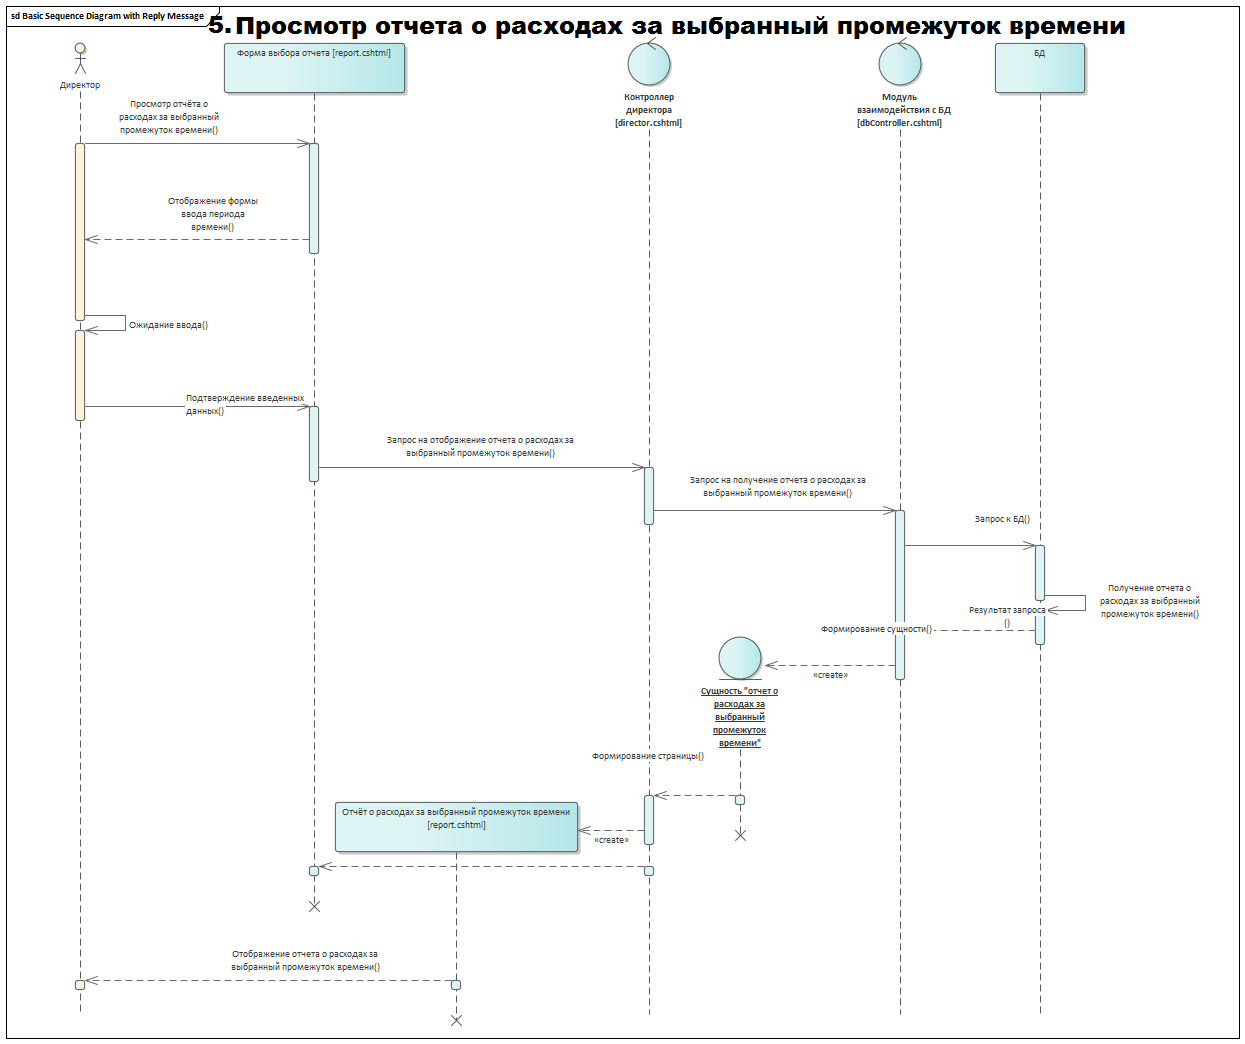 sd Basic Sequence Diagram with Reply Message
5. Просмотр отчета о расходах за выбранный промежуток времени
Директор
Форма выбора отчета [report.cshtml]
Контроллер
директора
[director.cshtml]
Модуль
взаимодействия с БД
[dbController.cshtml]
БД
Просмотр отчёта о
расходах за выбранный
промежуток времени()
Отображение формы
ввода периода
времени()
Ожидание ввода()
Подтверждение введенных
данных()
Запрос на отображение отчета о расходах за
выбранный промежуток времени()
Запрос на получение отчета о расходах за
выбранный промежуток времени()
Запрос к БД()
Получение отчета о
расходах за выбранный
промежуток времени()
Результат запроса
()
Формирование сущности()
«create»
Сущность "отчет о
расходах за
выбранный
промежуток
времени"
Формирование страницы()
Отчёт о расходах за выбранный промежуток времени
[report.cshtml]
«create»
Отображение отчета о расходах за
выбранный промежуток времени()